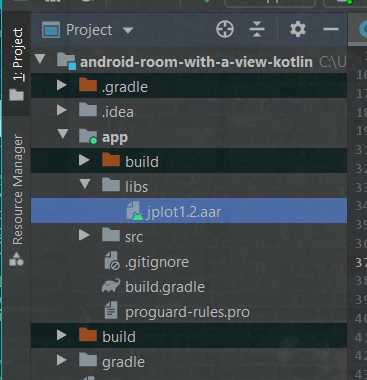 Project
android-room-with-a-view-kotlin C:\U
.gradle
.idea
app
build
libs
jplot1.2.aar
src
.gitignore
build.gradle
proguard-rules.pro
build
gradle
1: Project
Resource Manager
37